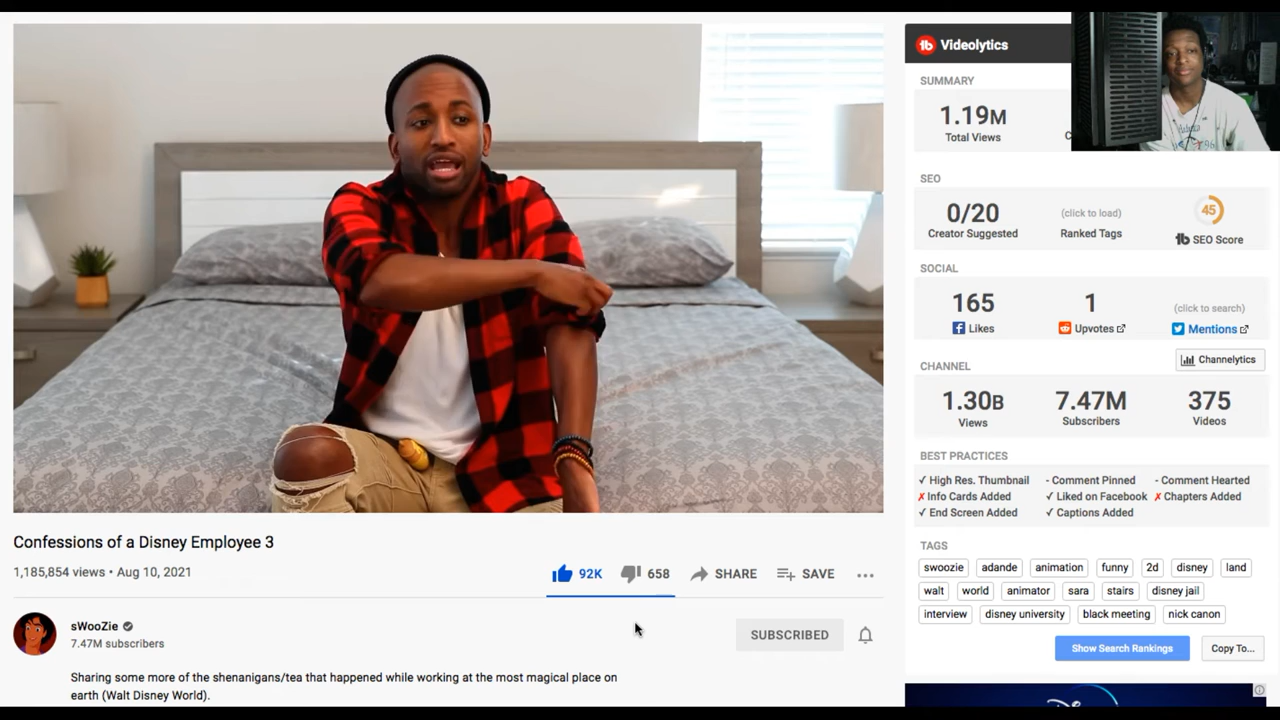 Videolytics
SUMMARY
1.19M
Total Views
SEO
0/20
Creator Suggested
(click to load)
Ranked Tags
45
tb SEO Score
SOCIAL
165
Likes
1
Upvotes
(click to search)
Mentions
Channelytics
CHANNEL
1.30B
Views
7.47M
Subscribers
375
Videos
BEST PRACTICES
✓ High Res. Thumbnail - Comment Pinned - Comment Hearted
✗ Info Cards Added ✓ Liked on Facebook ✗ Chapters Added
✓ End Screen Added ✓ Captions Added
TAGS
swoozie adande animation funny 2d disney land
walt world animator sara stairs disney jail
interview disney university black meeting nick canon
Show Search Rankings Copy To...
Confessions of a Disney Employee 3
1,185,854 views • Aug 10, 2021
92K 658 SHARE SAVE ...
sWooZie
7.47M subscribers
SUBSCRIBED
Sharing some more of the shenanigans/tea that happened while working at the most magical place on
earth (Walt Disney World).